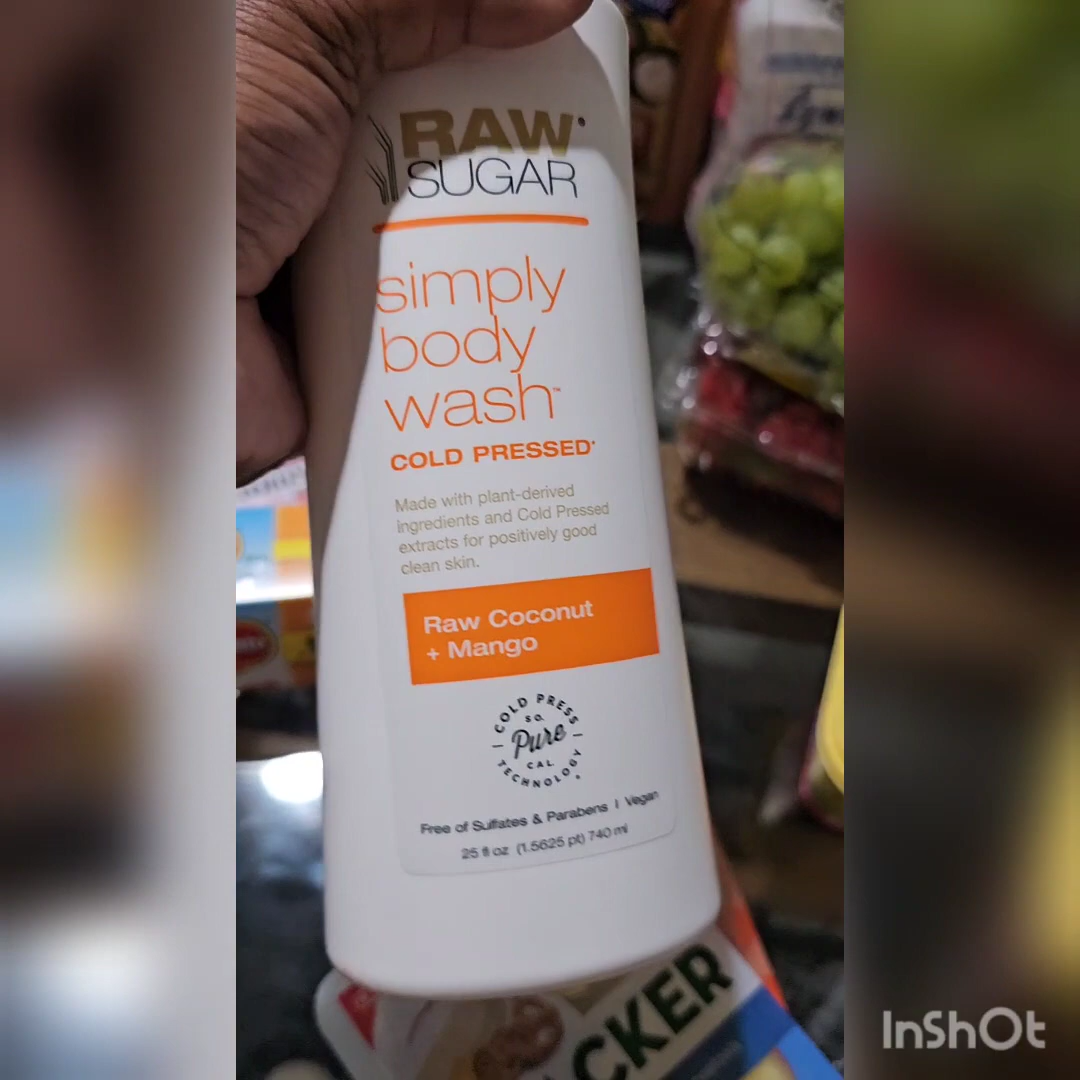 RAW
SUGAR
simply
body
wash™
COLD PRESSED•
Made with plant-derived
ingredients and Cold Pressed
extracts for positively good
clean skin.
Raw Coconut
+ Mango
COLD PRESS
SO.
Pure
CAL
TECHNOLOGY
Free of Sulfates & Parabens | Vegan
25 fl oz (1.5625 pt) 740 ml
CKER
InShOt